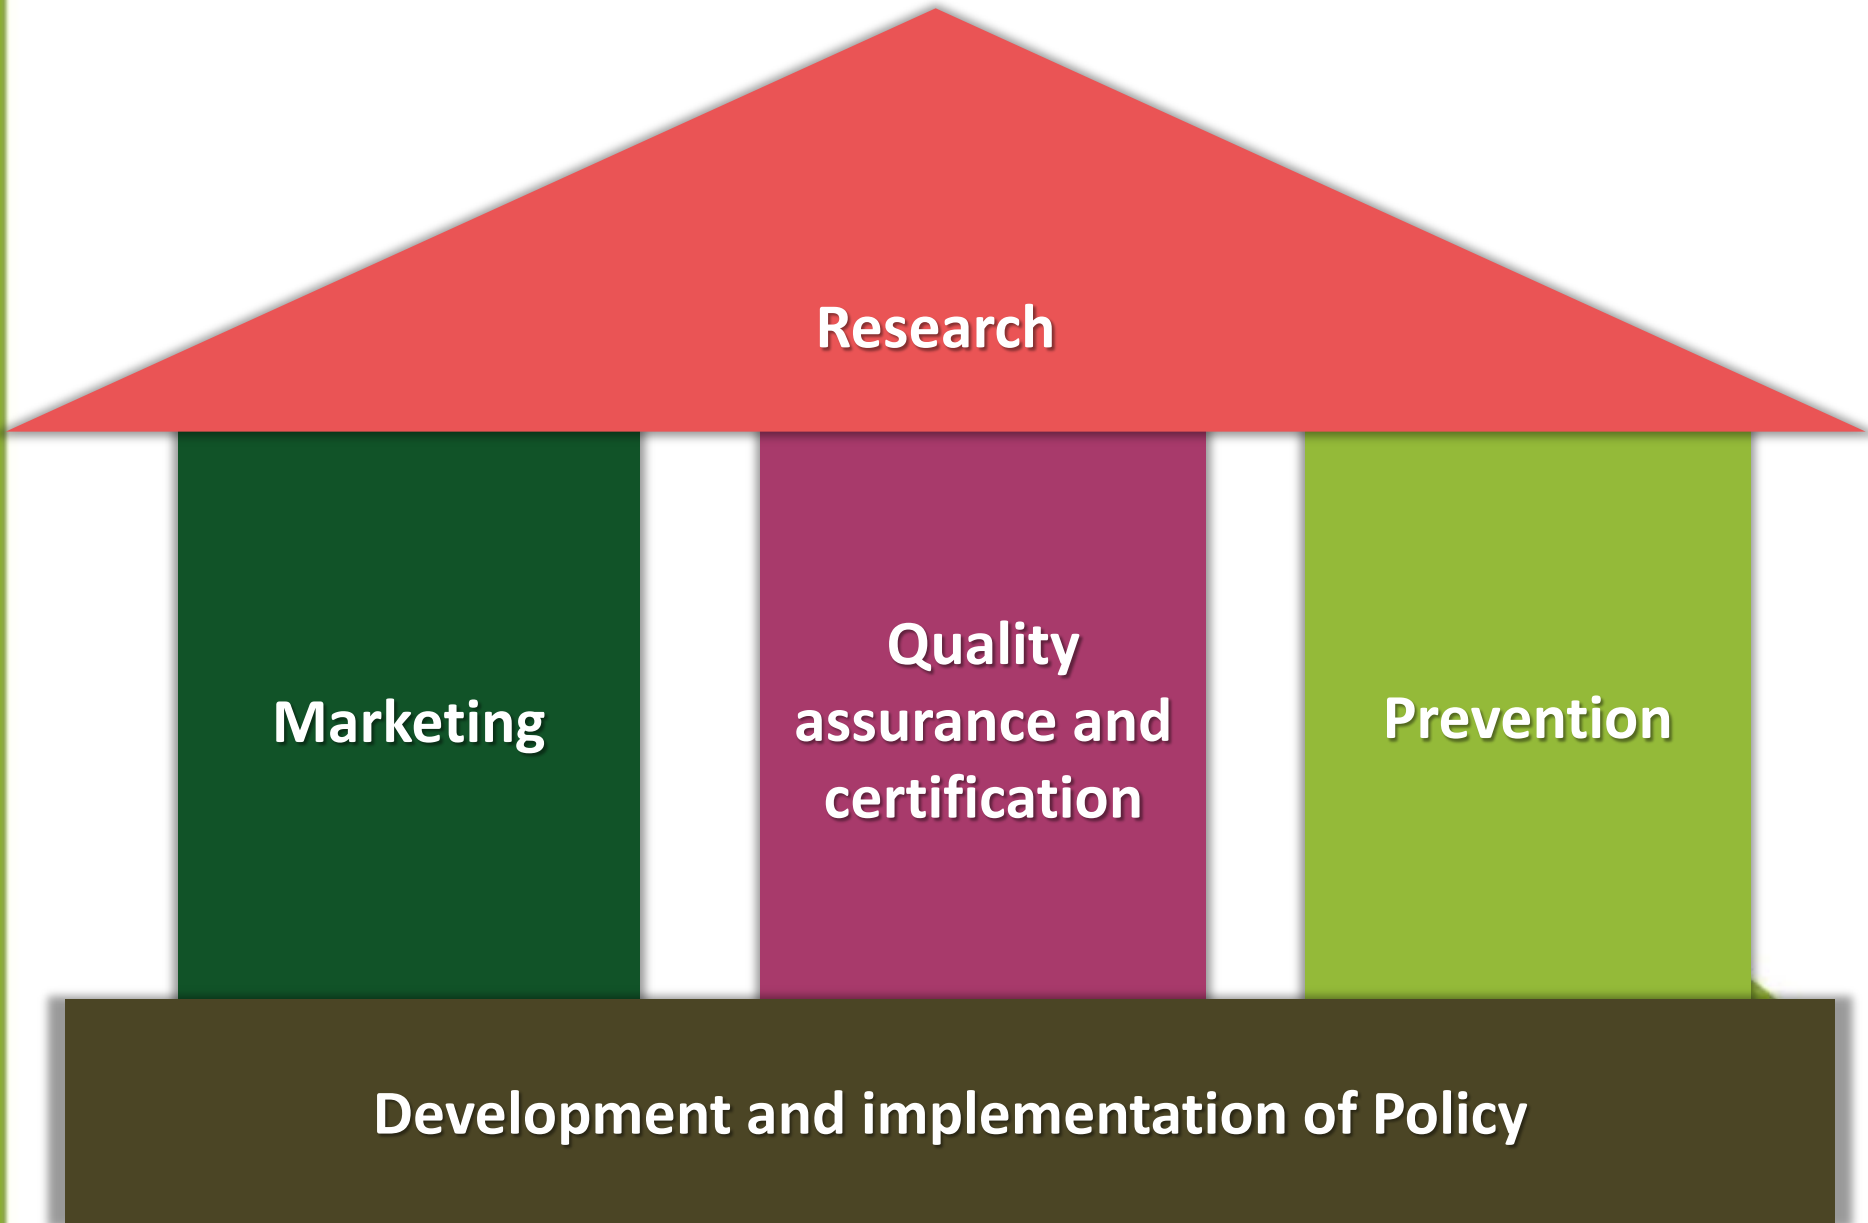 Research
Marketing
Quality
assurance and
certification
Prevention
Development and implementation of Policy